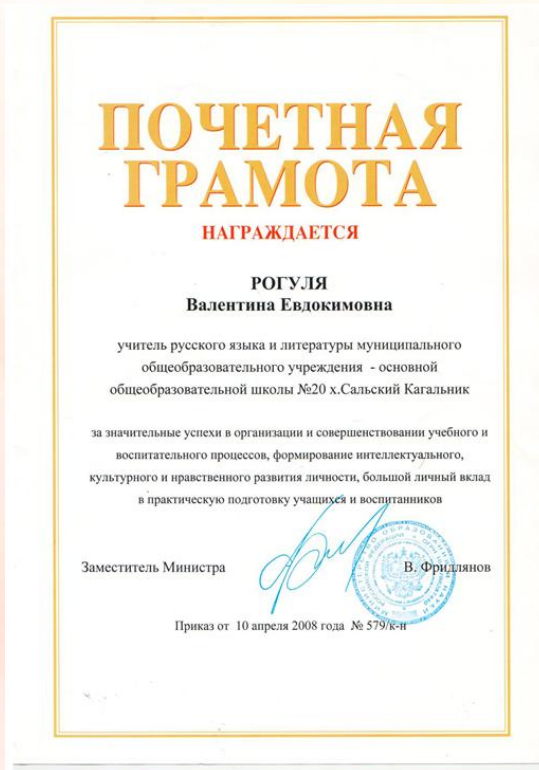 ПОЧЕТНАЯ
ГРАМОТА
НАГРАЖДАЕТСЯ
РОГУЛЯ
Валентина Евдокимовна
учитель русского языка и литературы муниципального
общеобразовательного учреждения - основной
общеобразовательной школы №20 х.Сальский Кагальник
за значительные успехи в организации и совершенствовании учебного и
воспитательного процессов, формирование интеллектуального,
культурного и нравственного развития личности, большой личный вклад
в практическую подготовку учащихся и воспитанников
Заместитель Министра
В. Фридлянов
Приказ от 10 апреля 2008 года № 579/к-н